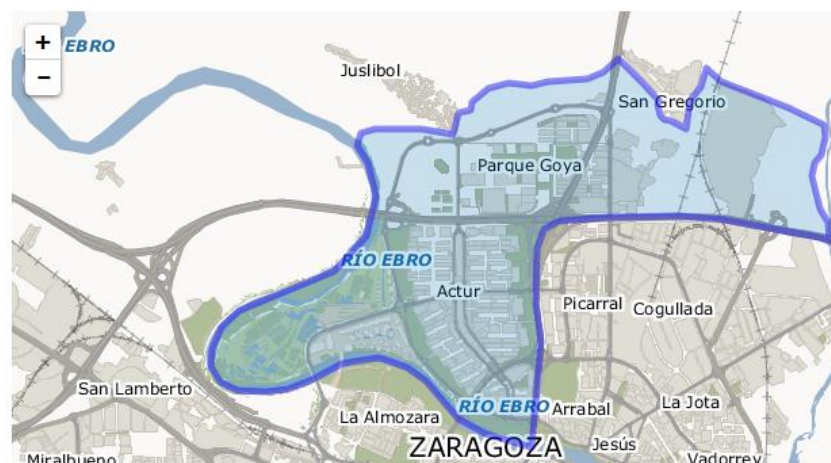 +
EBRO
−
Juslibol
San Gregorio
Parque Goya
RÍO EBRO
Actur
Picarral
Cogullada
San Lamberto
La Almozara
RÍO EBRO
Arrabal
La Jota
ZARAGOZA
Jesús
Vadorrey
Miralbueno